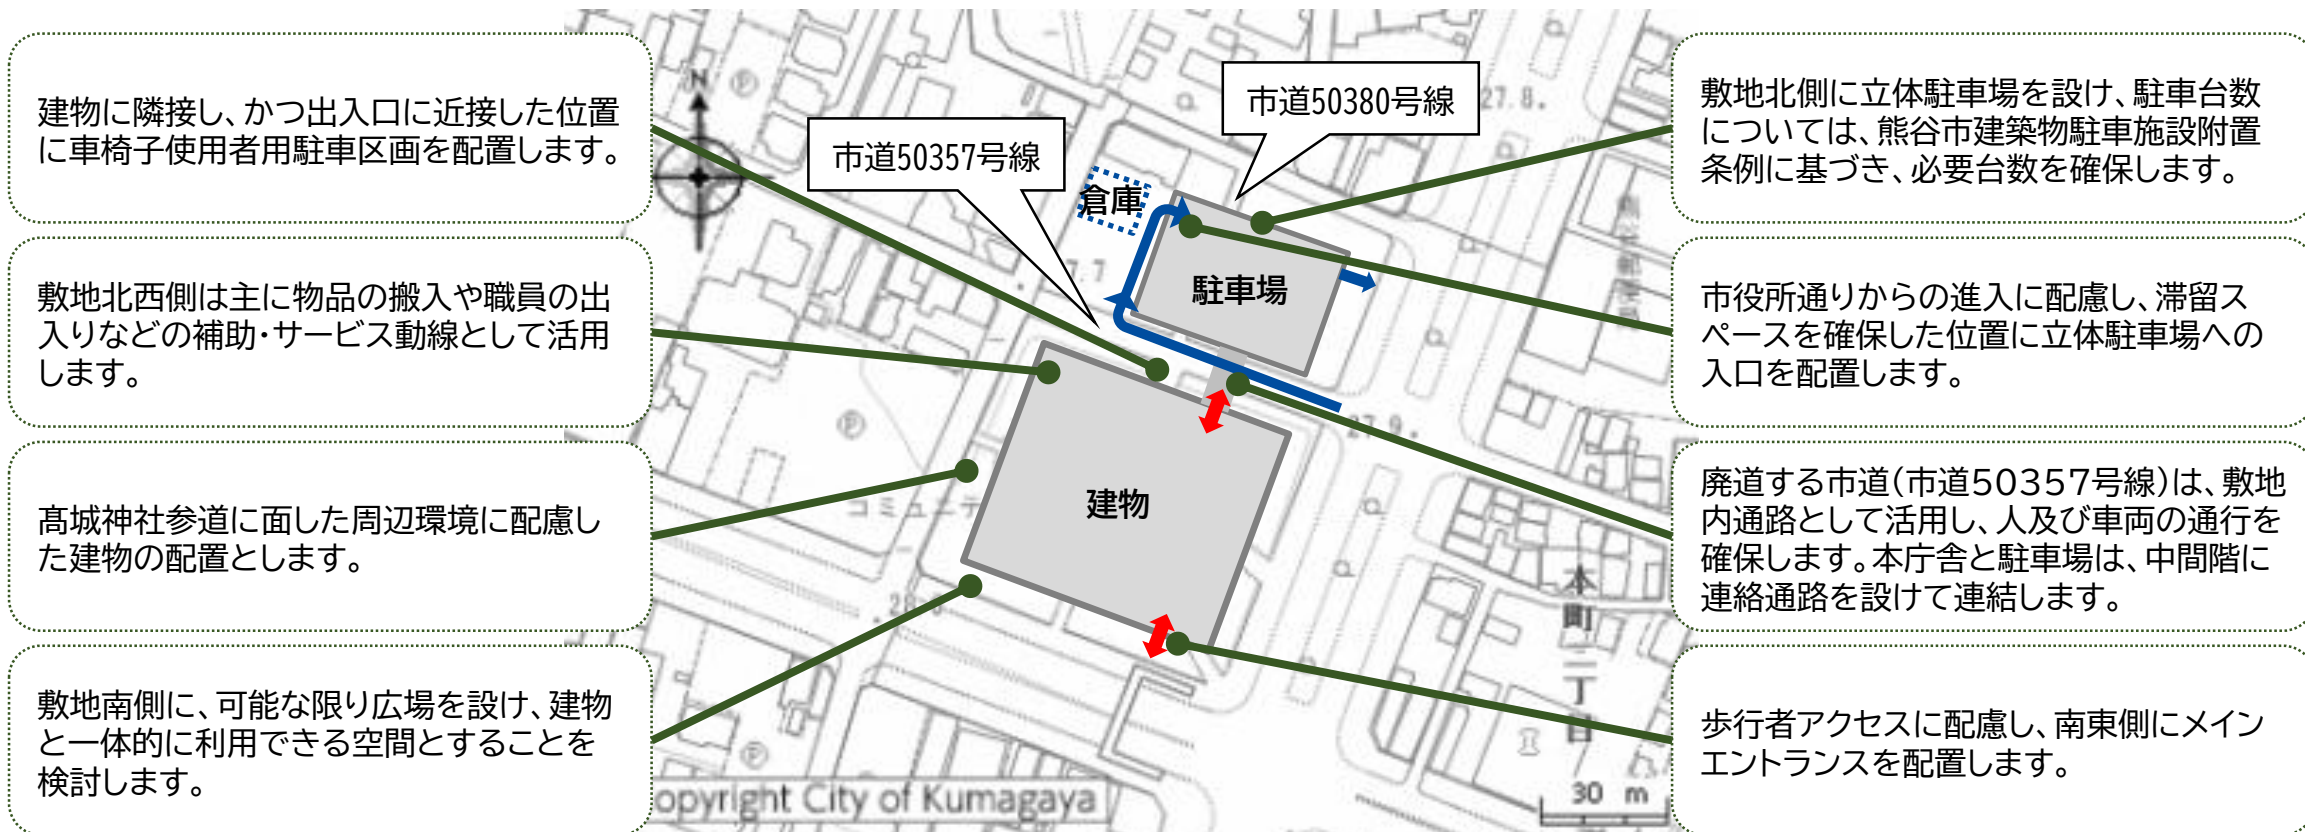 建物に隣接し、かつ出入口に近接した位置
に車椅子使用者用駐車区画を配置します。
敷地北西側は主に物品の搬入や職員の出
入りなどの補助・サービス動線として活用
します。
髙城神社参道に面した周辺環境に配慮し
た建物の配置とします。
敷地南側に、可能な限り広場を設け、建物
と一体的に利用できる空間とすることを
検討します。
N
市道50357号線
市道50380号線
倉庫
駐車場
建物
コミュニテ
7.7
27.8.
27.9.
本町二丁目
30 m
opyright City of Kumagaya
敷地北側に立体駐車場を設け、駐車台数
については、熊谷市建築物駐車施設附置
条例に基づき、必要台数を確保します。
市役所通りからの進入に配慮し、滞留ス
ペースを確保した位置に立体駐車場への
入口を配置します。
廃道する市道(市道50357号線)は、敷地
内通路として活用し、人及び車両の通行を
確保します。本庁舎と駐車場は、中間階に
連絡通路を設けて連結します。
歩行者アクセスに配慮し、南東側にメイン
エントランスを配置します。